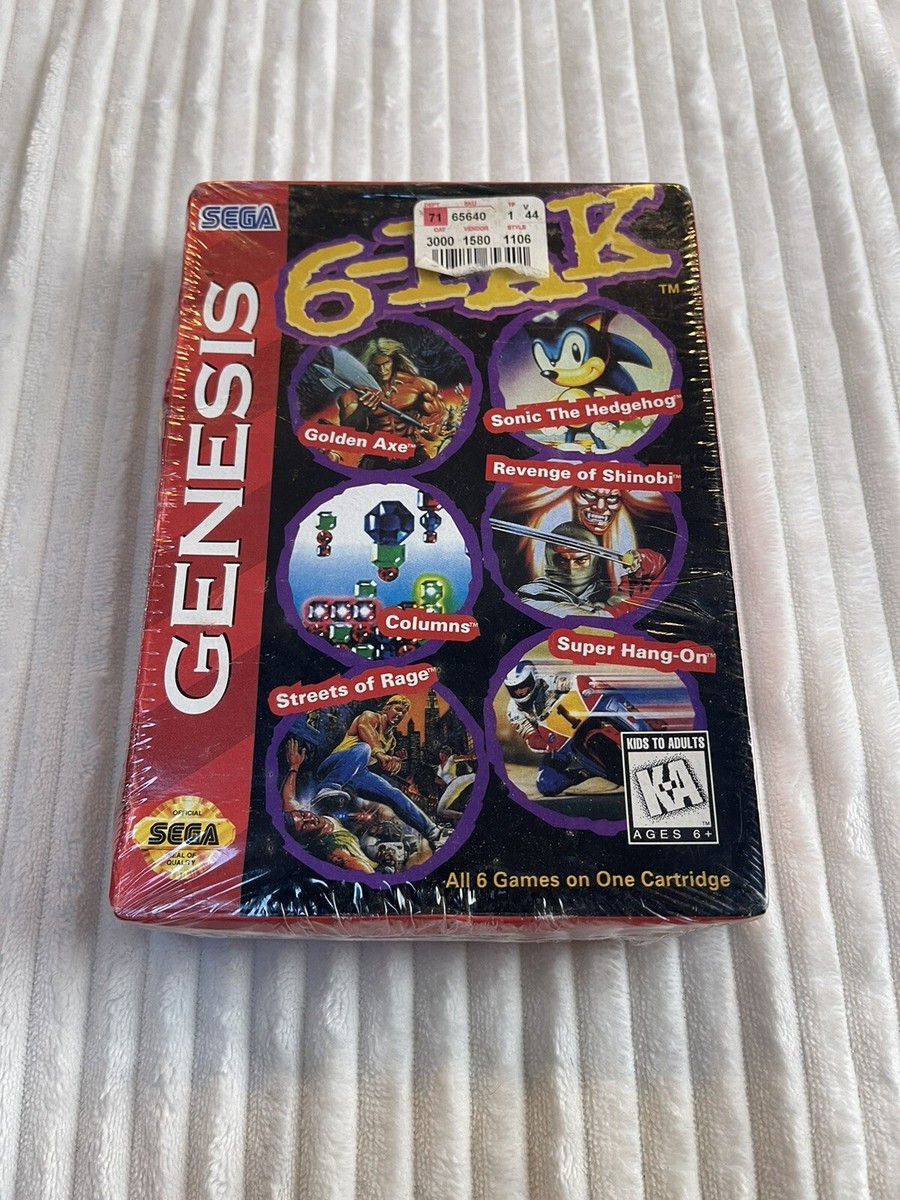 SEGA
GENESIS
DEPT SKU TP V
71 65640 1 44
CAT VENDOR STYLE
3000 1580 1106
6-PAK™
Golden Axe™
Sonic The Hedgehog™
Revenge of Shinobi™
Columns™
Super Hang-On™
Streets of Rage™
KIDS TO ADULTS
K-A
™
AGES 6+
OFFICIAL
SEGA
SEAL OF
QUALITY
All 6 Games on One Cartridge